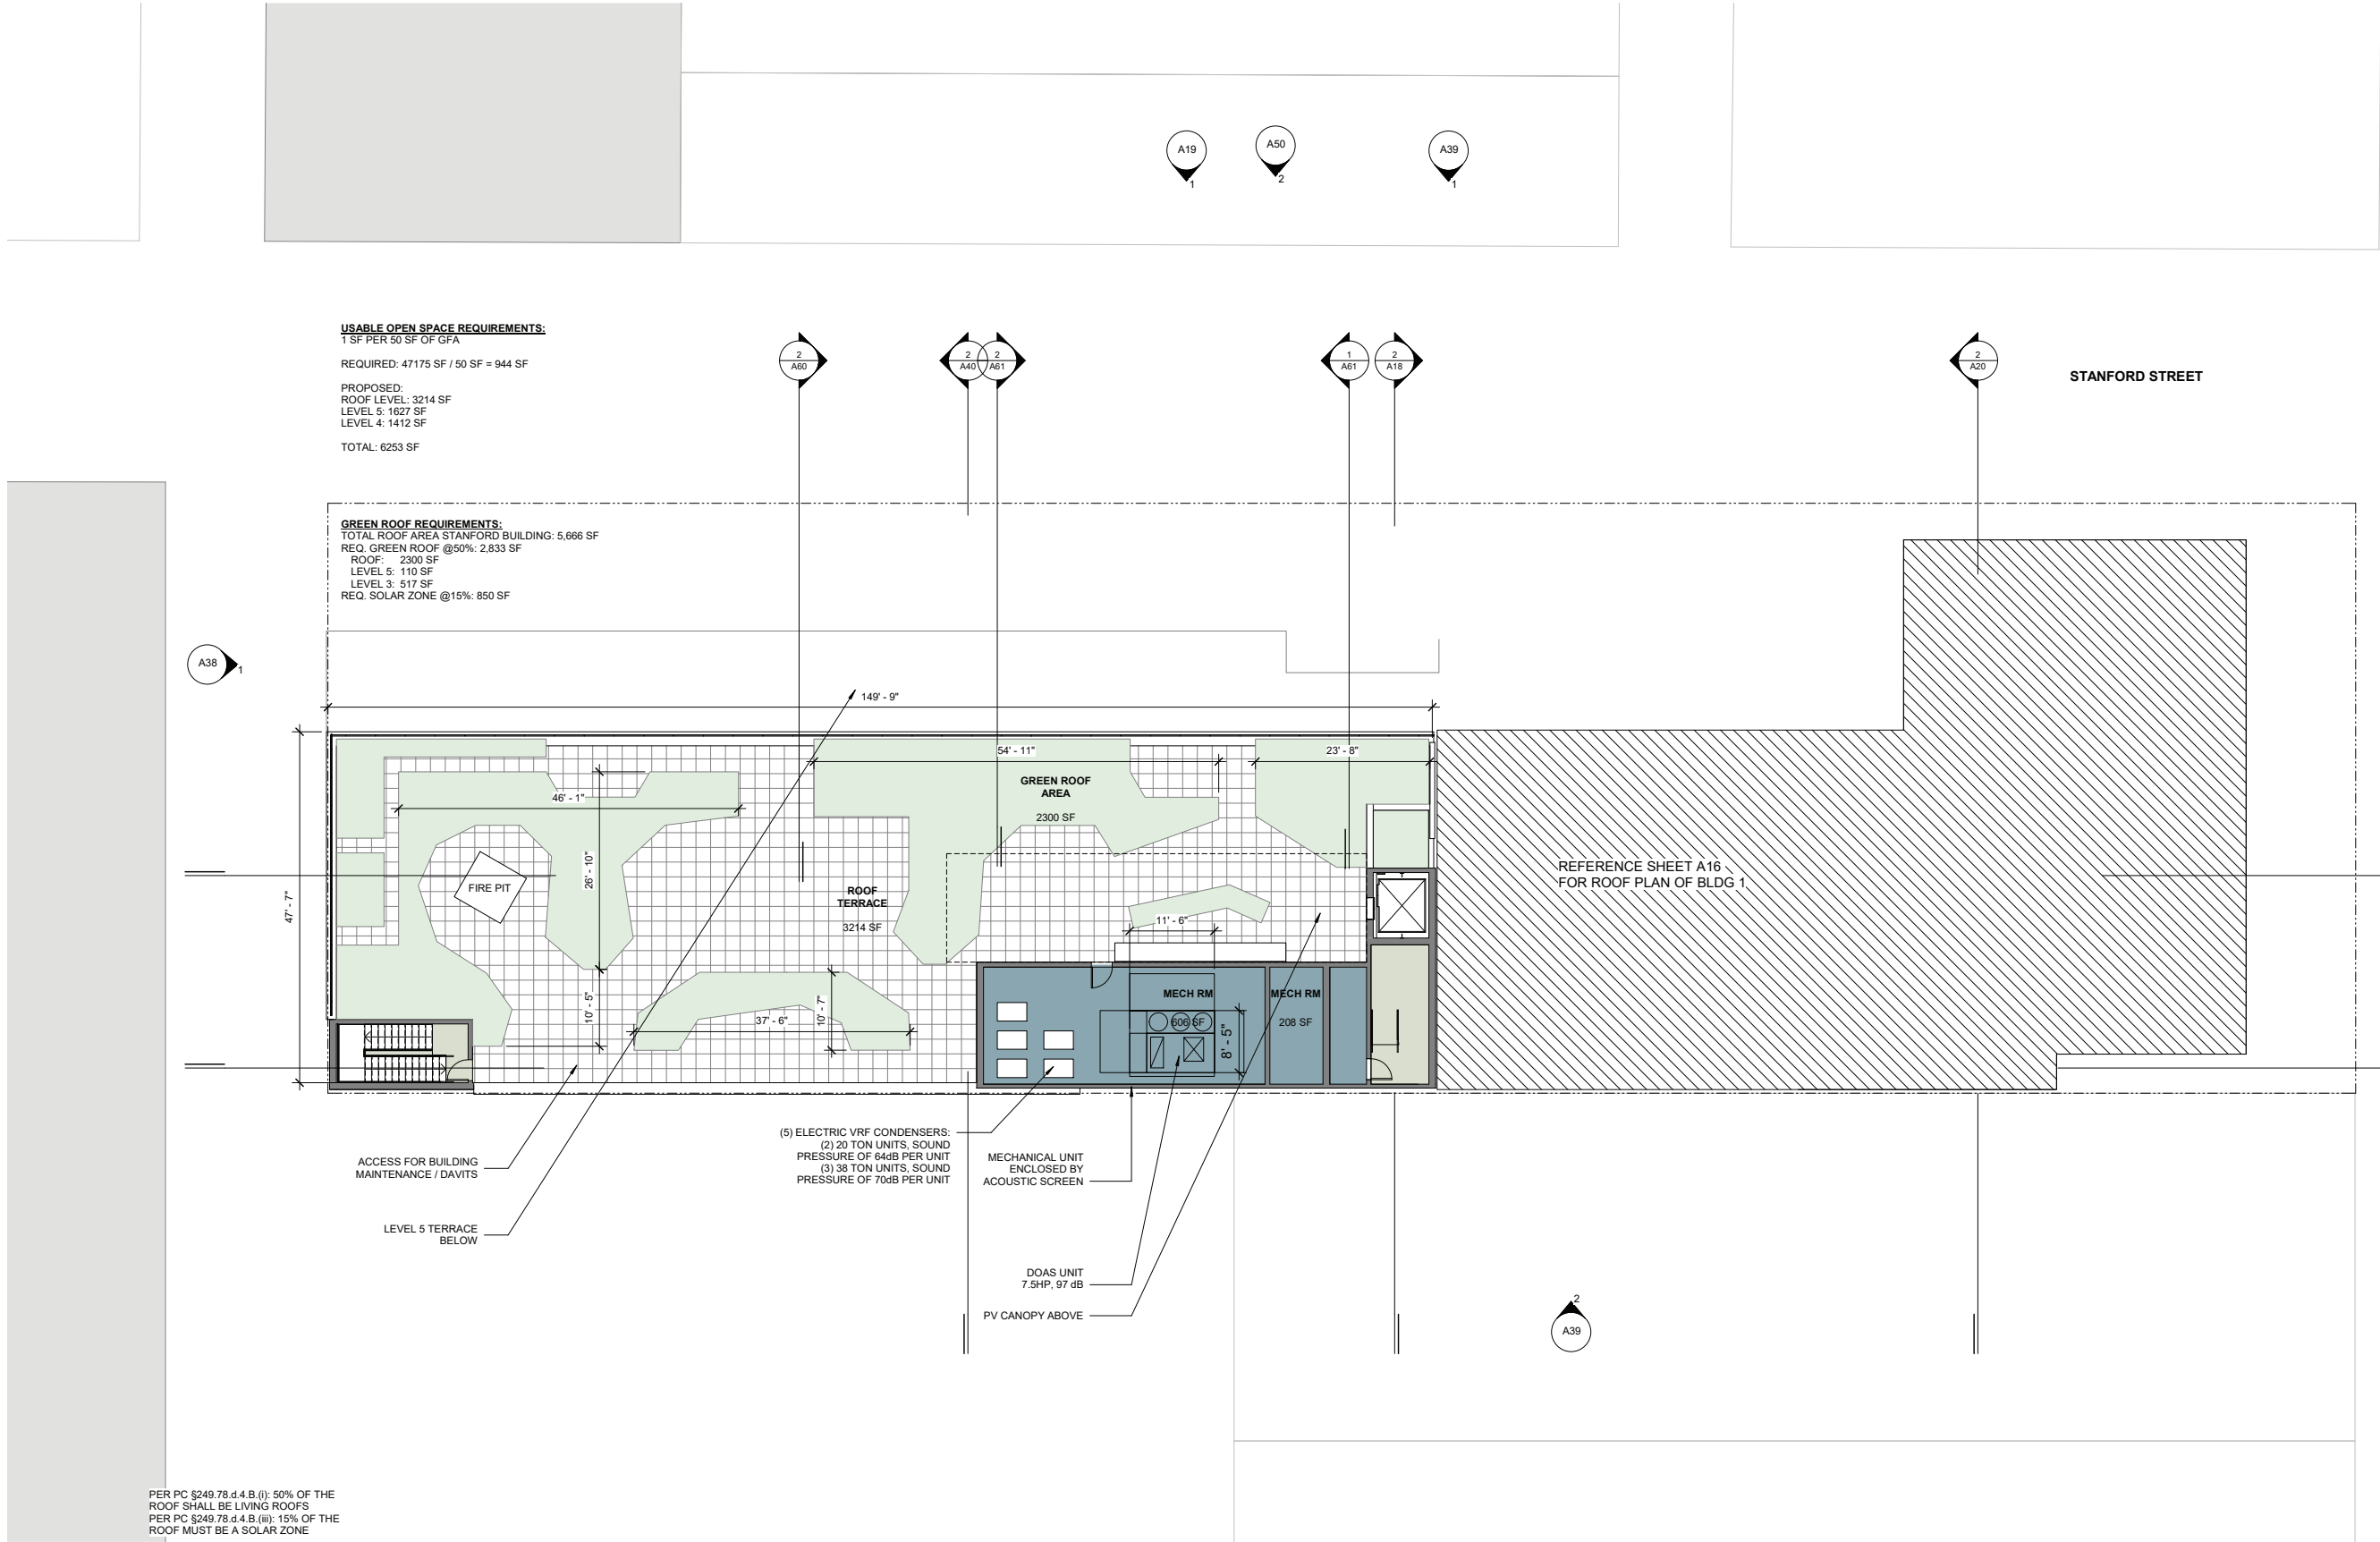 A19
1
A50
2
A39
1
USABLE OPEN SPACE REQUIREMENTS:
1 SF PER 50 SF OF GFA
REQUIRED: 47175 SF / 50 SF = 944 SF
PROPOSED:
ROOF LEVEL: 3214 SF
LEVEL 5: 1627 SF
LEVEL 4: 1412 SF
TOTAL: 6253 SF
2
A60
2
A40
2
A61
1
A61
2
A18
2
A20
STANFORD STREET
GREEN ROOF REQUIREMENTS:
TOTAL ROOF AREA STANFORD BUILDING: 5,666 SF
REQ. GREEN ROOF @50%: 2,833 SF
ROOF: 2300 SF
LEVEL 5: 110 SF
LEVEL 3: 517 SF
REQ. SOLAR ZONE @15%: 850 SF
A38
1
149' - 9"
54' - 11"
23' - 8"
GREEN ROOF
AREA
2300 SF
46' - 1"
26' - 10"
47' - 7"
FIRE PIT
ROOF
TERRACE
3214 SF
REFERENCE SHEET A16
FOR ROOF PLAN OF BLDG 1
11' - 6"
10' - 5"
37' - 6"
10' - 7"
MECH RM
606 SF
8' - 5"
MECH RM
208 SF
ACCESS FOR BUILDING
MAINTENANCE / DAVITS
LEVEL 5 TERRACE
BELOW
(5) ELECTRIC VRF CONDENSERS:
(2) 20 TON UNITS, SOUND
PRESSURE OF 64dB PER UNIT
(3) 38 TON UNITS, SOUND
PRESSURE OF 70dB PER UNIT
MECHANICAL UNIT
ENCLOSED BY
ACOUSTIC SCREEN
DOAS UNIT
7.5HP, 97 dB
PV CANOPY ABOVE
2
A39
PER PC §249.78.d.4.B.(i): 50% OF THE
ROOF SHALL BE LIVING ROOFS
PER PC §249.78.d.4.B.(iii): 15% OF THE
ROOF MUST BE A SOLAR ZONE